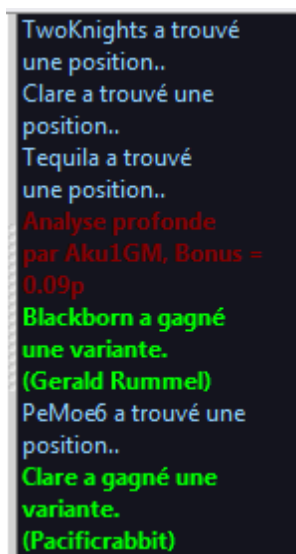 TwoKnights a trouvé
une position..
Clare a trouvé une
position..
Tequila a trouvé
une position..
Analyse profonde
par Aku1GM, Bonus =
0.09p
Blackborn a gagné
une variante.
(Gerald Rummel)
PeMoe6 a trouvé une
position..
Clare a gagné une
variante.
(Pacificrabbit)